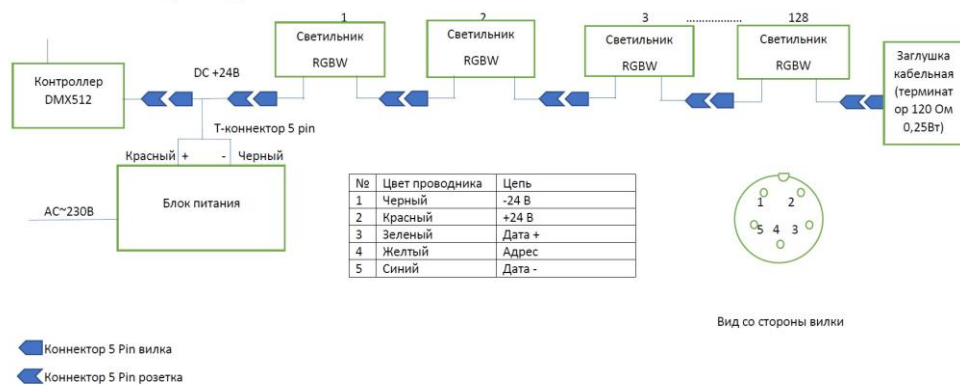 1
2
3 ................. 128
Светильник
RGBW
Светильник
RGBW
Светильник
RGBW
Светильник
RGBW
Контроллер
DMX512
DC +24В
Заглушка
кабельная
(терминат
ор 120 Ом
0,25Вт)
Т-коннектор 5 pin
Красный + - Черный
AC~230В
Блок питания
№ Цвет проводника Цепь
1 Черный -24 В
2 Красный +24 В
3 Зеленый Дата +
4 Желтый Адрес
5 Синий Дата -
1 2
5 4 3
Вид со стороны вилки
Коннектор 5 Pin вилка
Коннектор 5 Pin розетка